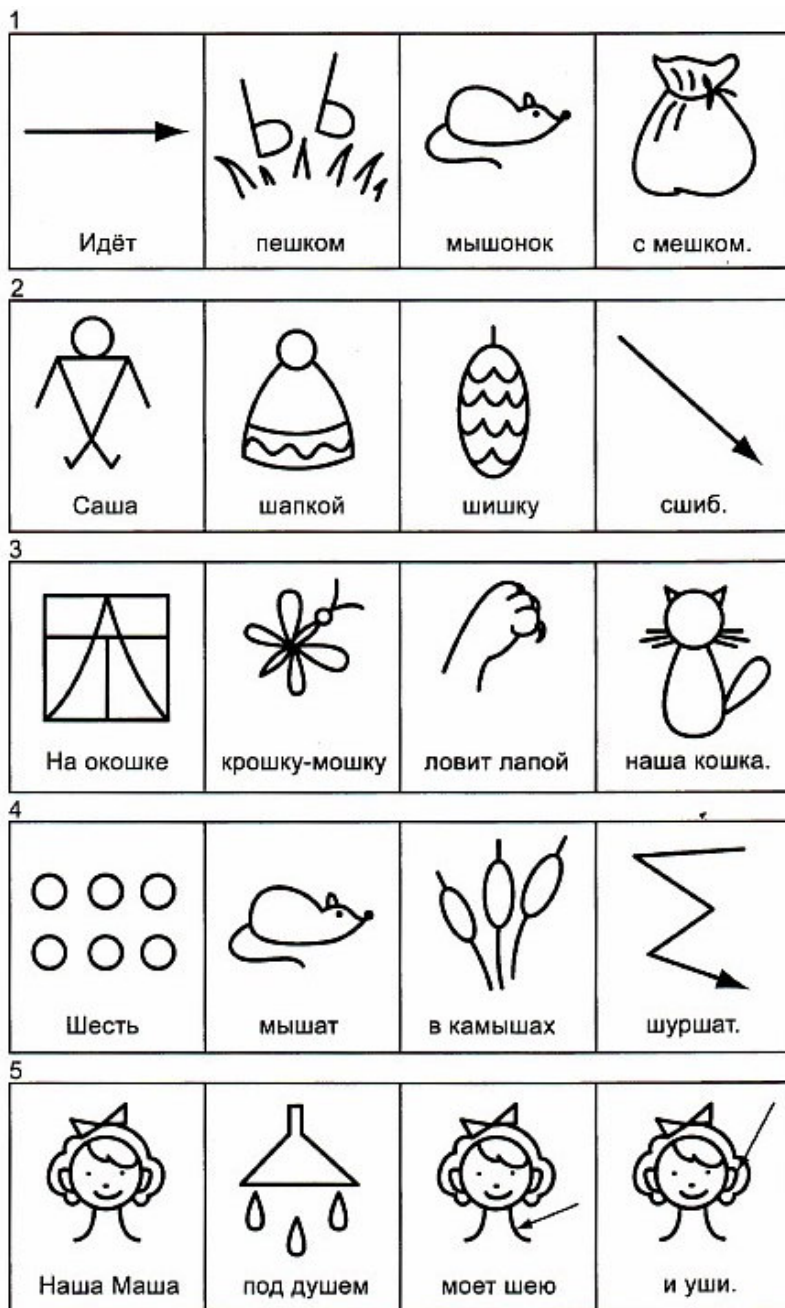 1
Идёт пешком мышонок с мешком.
2
Саша шапкой шишку сшиб.
3
На окошке крошку-мошку ловит лапой наша кошка.
4
Шесть мышат в камышах шуршат.
5
Наша Маша под душем моет шею и уши.